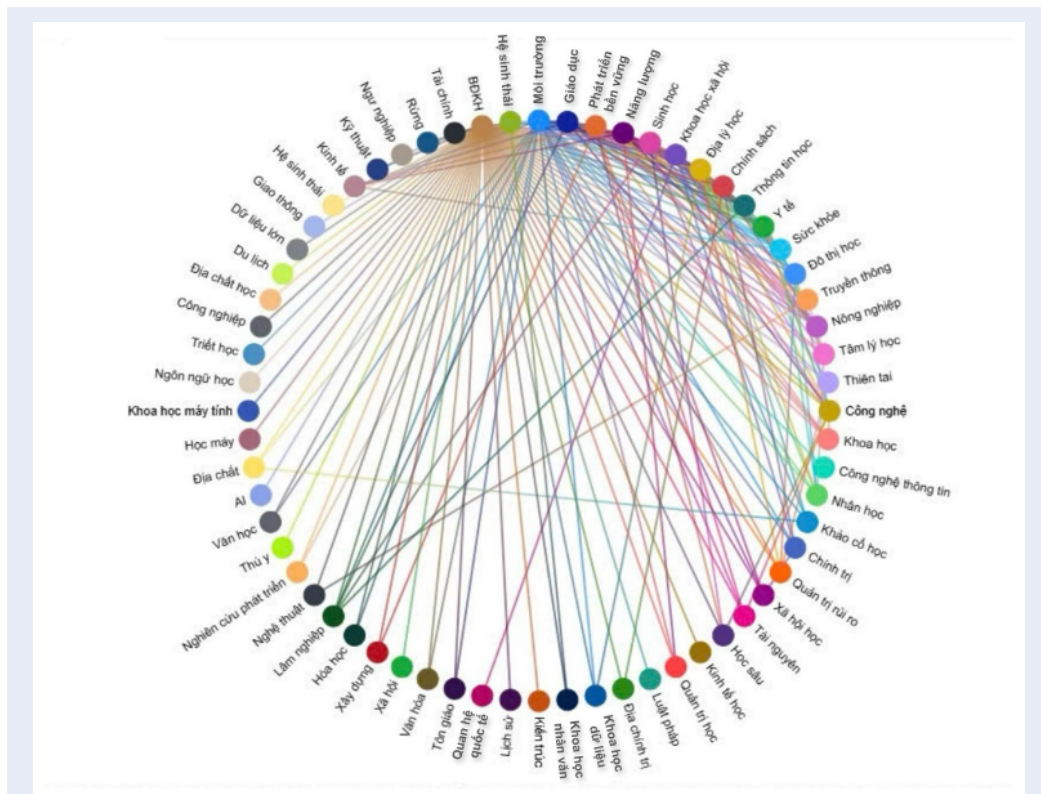 BĐKH
Hệ sinh thái
Môi trường
Giáo dục
Phát triển
bền vững
Năng lượng
Sinh học
Khoa học xã hội
Địa lý học
Chính sách
Thông tin học
Y tế
Sức khỏe
Đô thị học
Truyền thông
Nông nghiệp
Tâm lý học
Thiên tai
Công nghệ
Khoa học
Công nghệ thông tin
Nhân học
Khảo cổ học
Chính trị
Quản trị rủi ro
Xã hội học
Tài nguyên
Học sâu
Kinh tế học
Quản trị học
Luật pháp
Địa chính trị
Khoa học
dữ liệu
Khoa học
nhân văn
Kiến trúc
Lịch sử
Quan hệ
quốc tế
Tôn giáo
Văn hóa
Xã hội
Xây dựng
Hóa học
Lâm nghiệp
Nghệ thuật
Nghiên cứu phát triển
Thú y
Văn học
AI
Địa chất
Học máy
Khoa học máy tính
Ngôn ngữ học
Triết học
Công nghiệp
Địa chất học
Du lịch
Dữ liệu lớn
Giao thông
Hệ sinh thái
Kinh tế
Kỹ thuật
Ngư nghiệp
Rừng
Tài chính